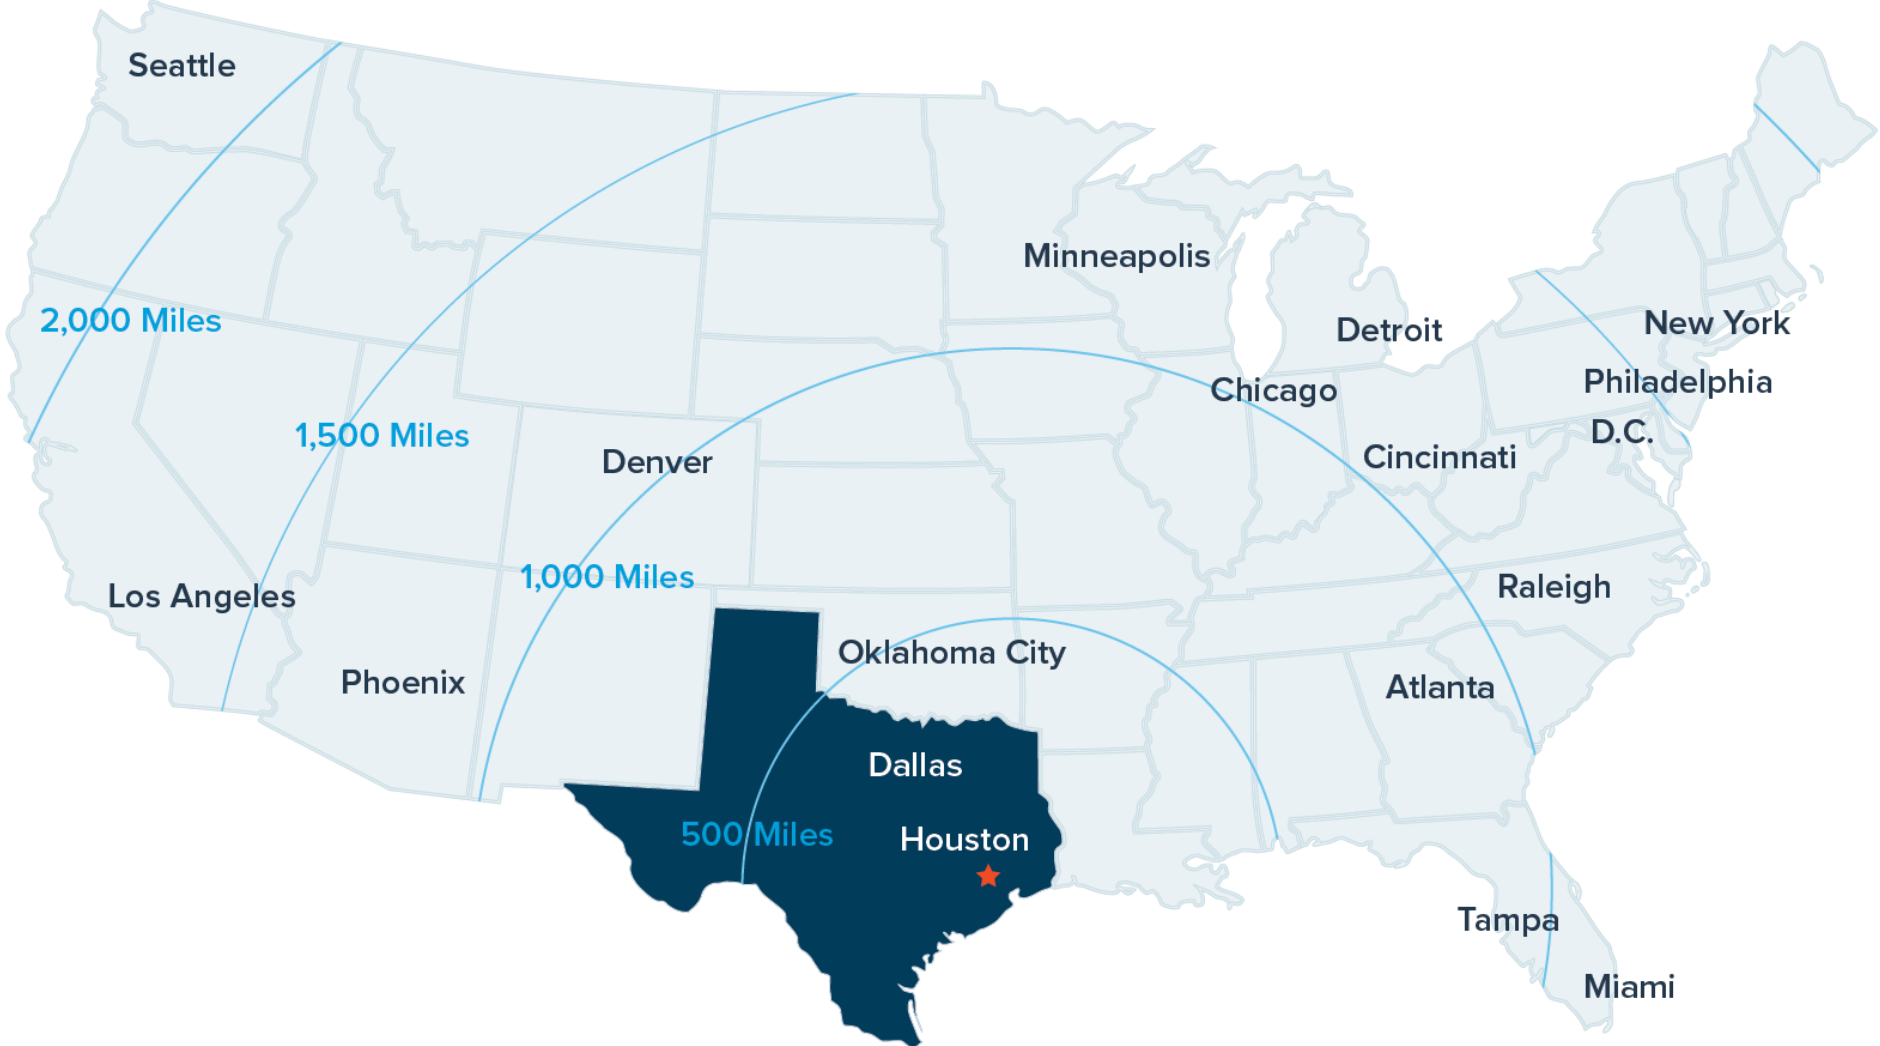 Seattle
Minneapolis
2,000 Miles
New York
Detroit
Philadelphia
Chicago
D.C.
1,500 Miles
Cincinnati
Denver
1,000 Miles
Raleigh
Los Angeles
Oklahoma City
Phoenix
Atlanta
Dallas
500 Miles
Houston
Tampa
Miami